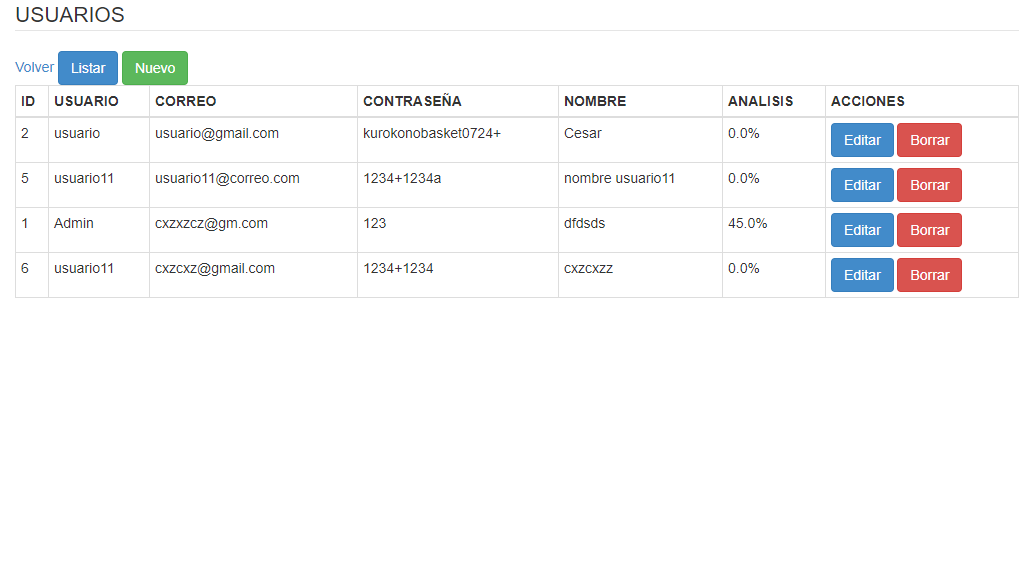 USUARIOS
Volver Listar Nuevo
ID USUARIO CORREO CONTRASEÑA NOMBRE ANALISIS ACCIONES
2 usuario usuario@gmail.com kurokonobasket0724+ Cesar 0.0% Editar Borrar
5 usuario11 usuario11@correo.com 1234+1234a nombre usuario11 0.0% Editar Borrar
1 Admin cxzxzcz@gm.com 123 dfdsds 45.0% Editar Borrar
6 usuario11 cxzcxz@gmail.com 1234+1234 cxzcxzz 0.0% Editar Borrar